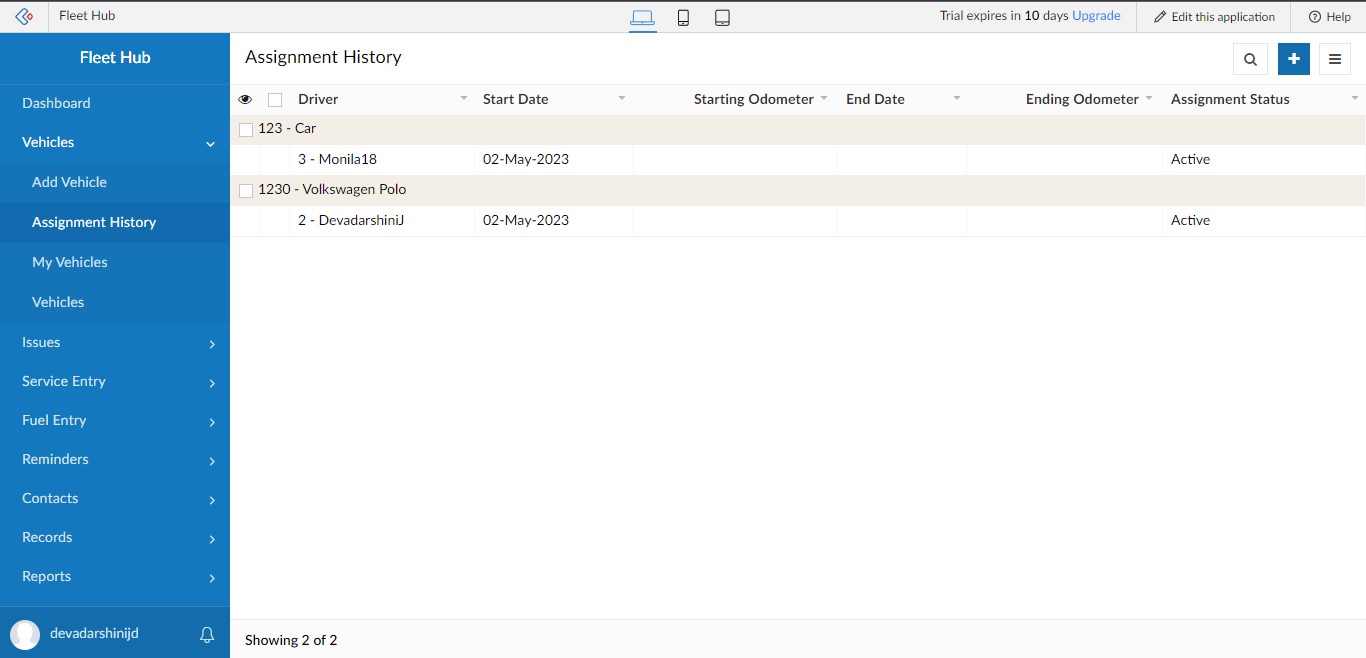 Fleet Hub
Trial expires in 10 days Upgrade
Edit this application
Help
Fleet Hub
Dashboard
Vehicles
Add Vehicle
Assignment History
My Vehicles
Vehicles
Issues
Service Entry
Fuel Entry
Reminders
Contacts
Records
Reports
devadarshinijd
Assignment History
Driver Start Date Starting Odometer End Date Ending Odometer Assignment Status
123 - Car
3 - Monila18 02-May-2023 Active
1230 - Volkswagen Polo
2 - DevadarshiniJ 02-May-2023 Active
Showing 2 of 2